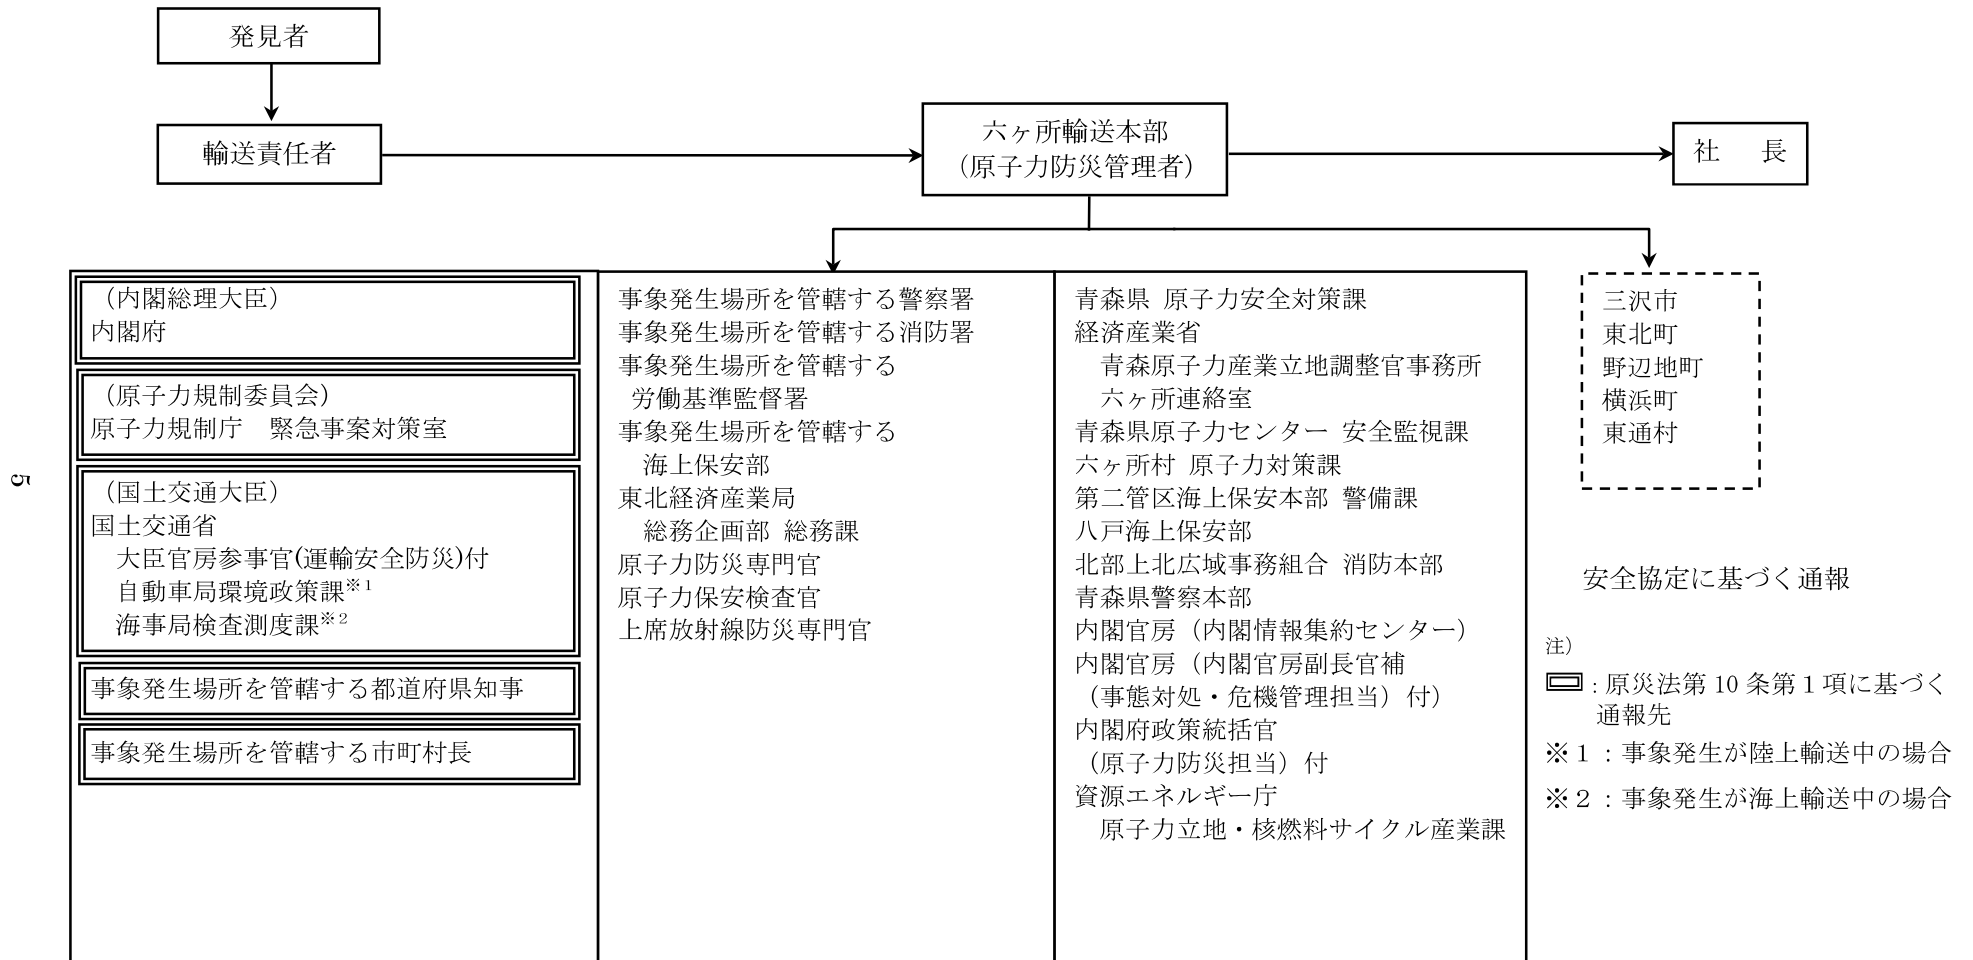 発見者
輸送責任者
六ヶ所輸送本部
（原子力防災管理者）
社　長
（内閣総理大臣）
内閣府
（原子力規制委員会）
原子力規制庁　緊急事案対策室
（国土交通大臣）
国土交通省
大臣官房参事官(運輸安全防災)付
自動車局環境政策課※1
海事局検査測度課※2
事象発生場所を管轄する都道府県知事
事象発生場所を管轄する市町村長
事象発生場所を管轄する警察署
事象発生場所を管轄する消防署
事象発生場所を管轄する
労働基準監督署
事象発生場所を管轄する
海上保安部
東北経済産業局
総務企画部 総務課
原子力防災専門官
原子力保安検査官
上席放射線防災専門官
青森県 原子力安全対策課
経済産業省
青森原子力産業立地調整官事務所
六ヶ所連絡室
青森県原子力センター 安全監視課
六ヶ所村 原子力対策課
第二管区海上保安本部 警備課
八戸海上保安部
北部上北広域事務組合 消防本部
青森県警察本部
内閣官房（内閣情報集約センター）
内閣官房（内閣官房副長官補
（事態対処・危機管理担当）付）
内閣府政策統括官
（原子力防災担当）付
資源エネルギー庁
原子力立地・核燃料サイクル産業課
三沢市
東北町
野辺地町
横浜町
東通村
安全協定に基づく通報
注）
：原災法第 10 条第 1 項に基づく
通報先
※１：事象発生が陸上輸送中の場合
※２：事象発生が海上輸送中の場合
5